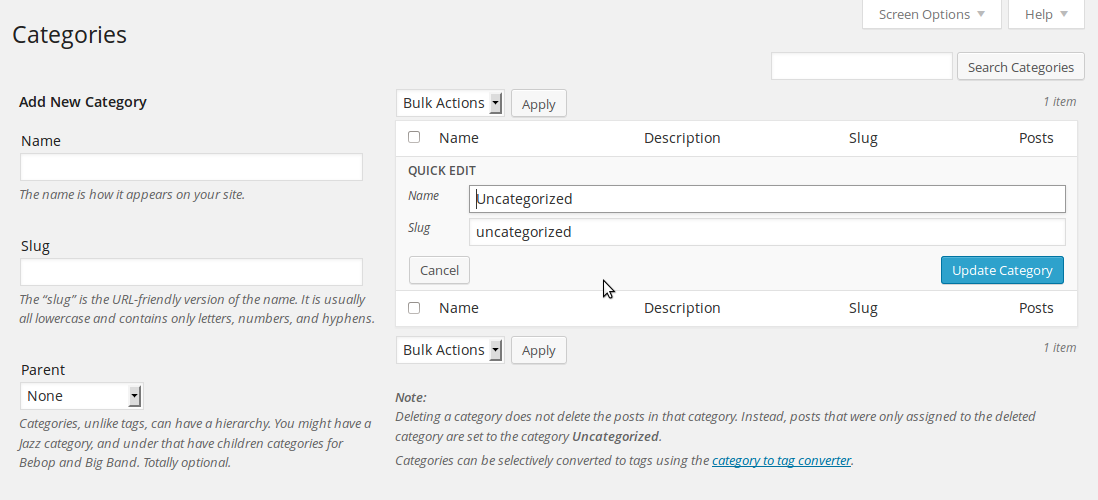 Screen Options Help
Categories
Search Categories
Add New Category
Bulk Actions Apply 1 item
Name
The name is how it appears on your site.
Slug
The “slug” is the URL-friendly version of the name. It is usually
all lowercase and contains only letters, numbers, and hyphens.
Parent
None
Categories, unlike tags, can have a hierarchy. You might have a
Jazz category, and under that have children categories for
Bebop and Big Band. Totally optional.
Name Description Slug Posts
QUICK EDIT
Name Uncategorized
Slug uncategorized
Cancel Update Category
Name Description Slug Posts
Bulk Actions Apply 1 item
Note:
Deleting a category does not delete the posts in that category. Instead, posts that were only assigned to the deleted
category are set to the category Uncategorized.
Categories can be selectively converted to tags using the category to tag converter.